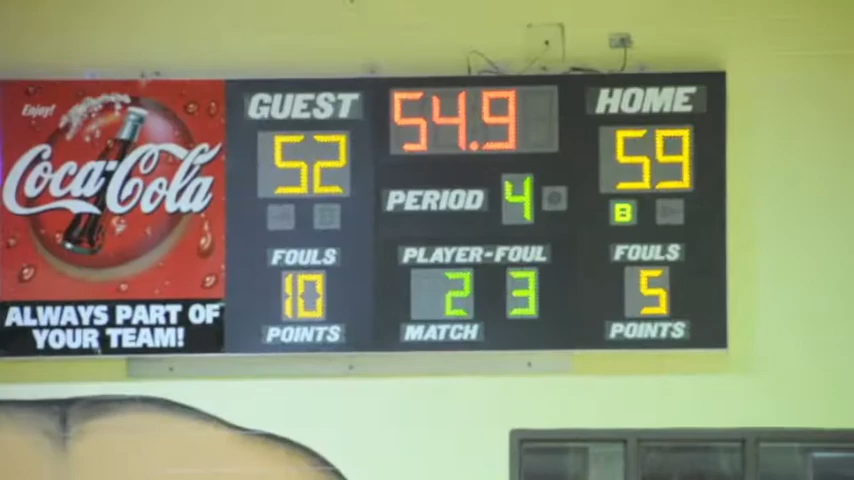 Enjoy
Coca-Cola
ALWAYS PART OF
YOUR TEAM!
GUEST
52
FOULS
10
POINTS
54.9
PERIOD 4
PLAYER-FOUL
2 3
MATCH
HOME
59
B
FOULS
5
POINTS